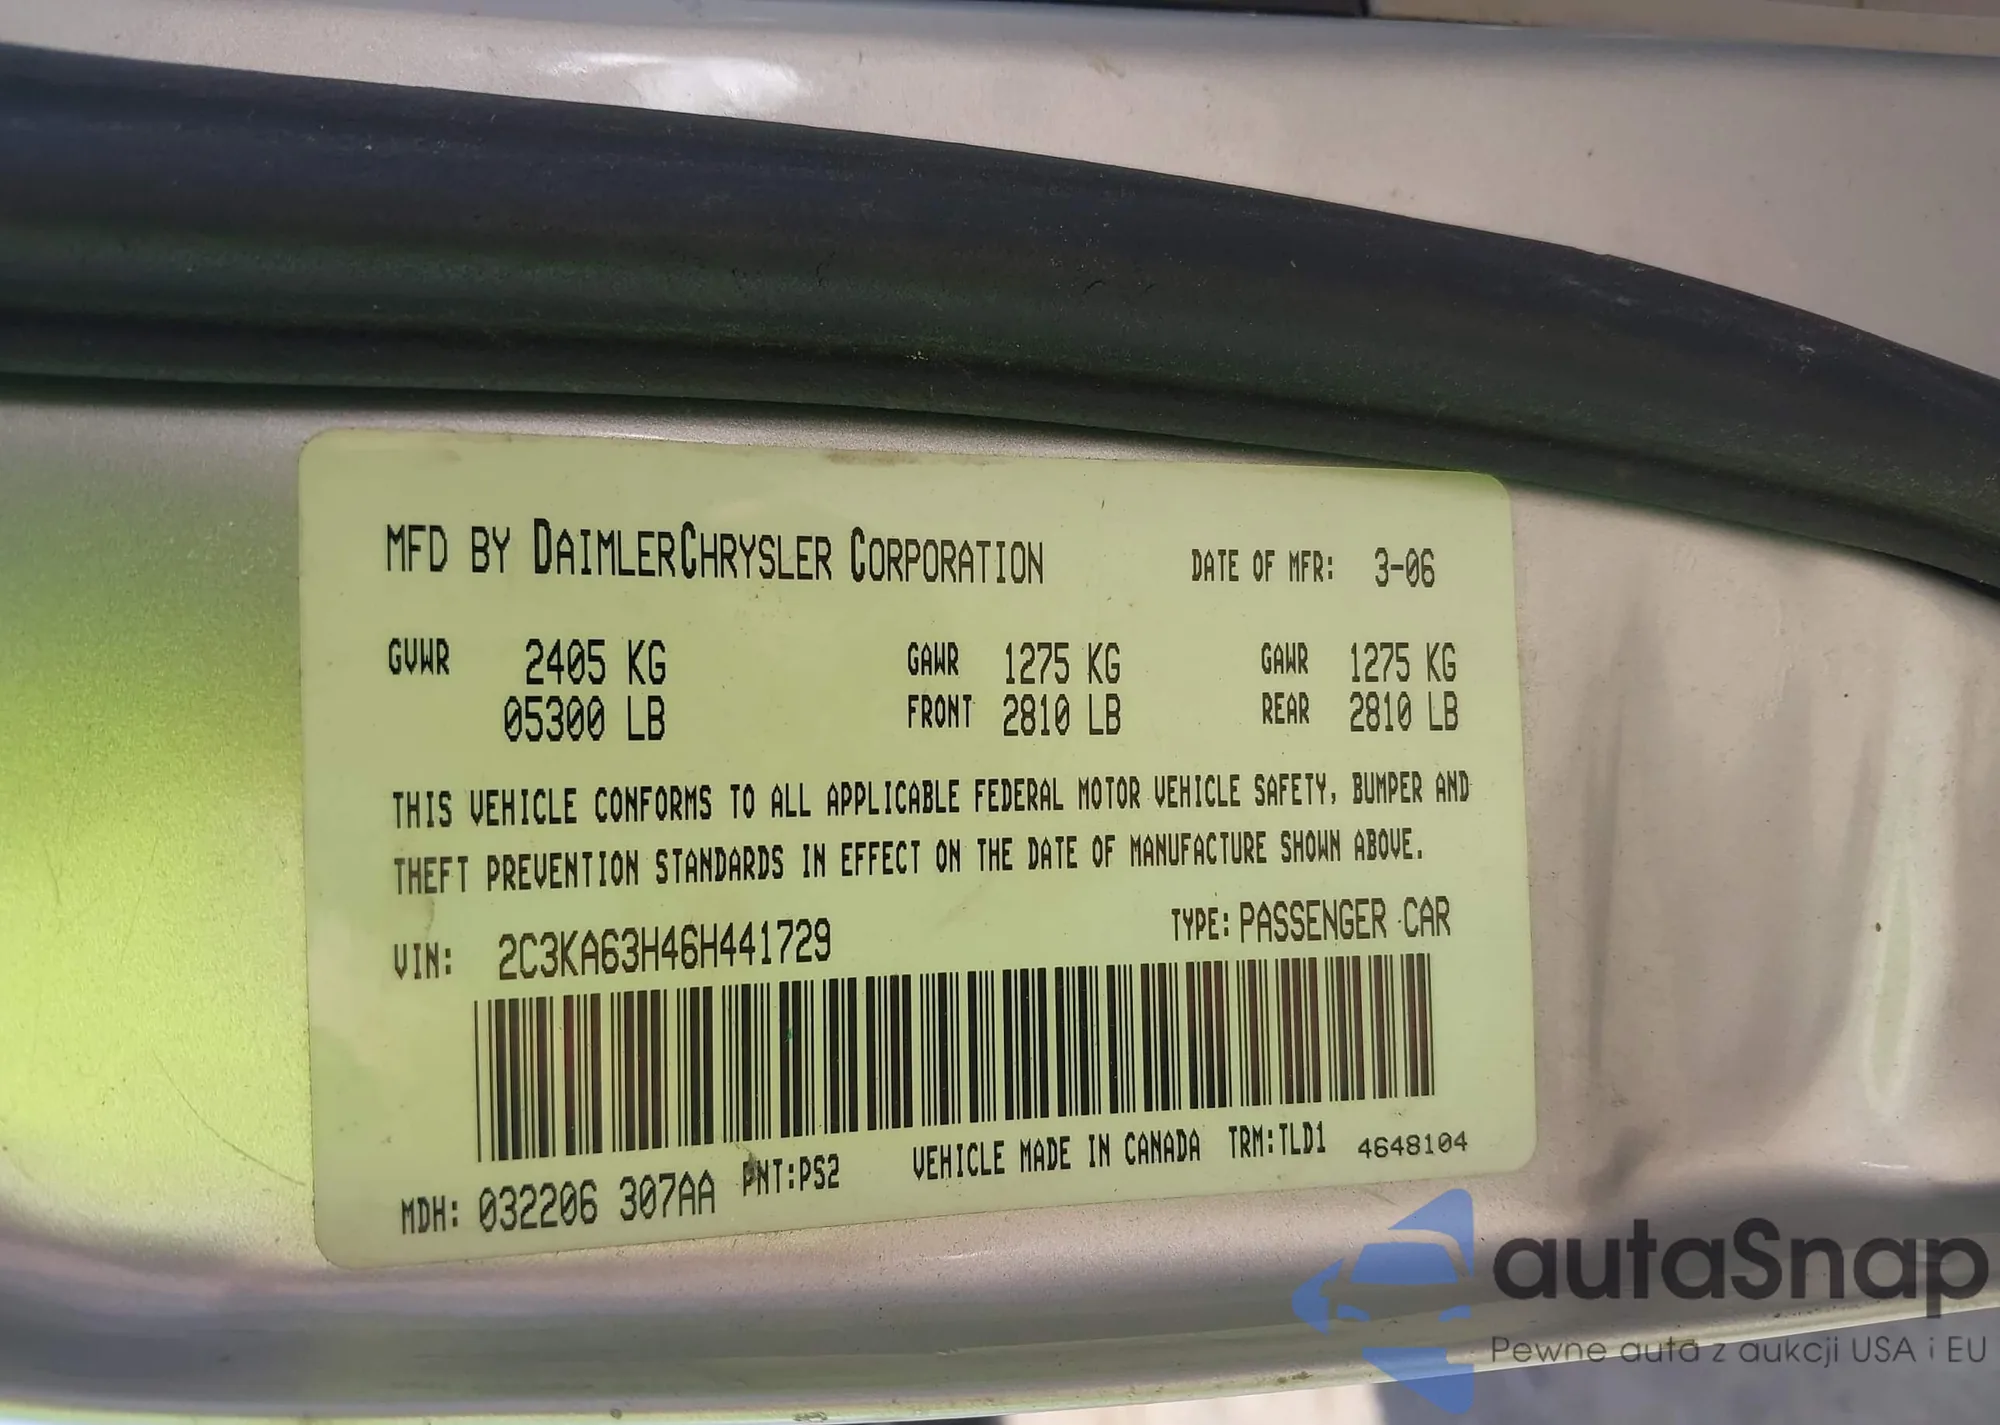 MFD BY DAIMLERCHRYSLER CORPORATION DATE OF MFR: 3-06
GVWR 2405 KG GAWR 1275 KG GAWR 1275 KG
05300 LB FRONT 2810 LB REAR 2810 LB
THIS VEHICLE CONFORMS TO ALL APPLICABLE FEDERAL MOTOR VEHICLE SAFETY, BUMPER AND
THEFT PREVENTION STANDARDS IN EFFECT ON THE DATE OF MANUFACTURE SHOWN ABOVE.
VIN: 2C3KA63H46H441729 TYPE: PASSENGER CAR
MDH: 032206 307AA PNT:PS2 VEHICLE MADE IN CANADA TRM:TLD1 4648104
autaSnap
Pewne auta z aukcji USA i EU